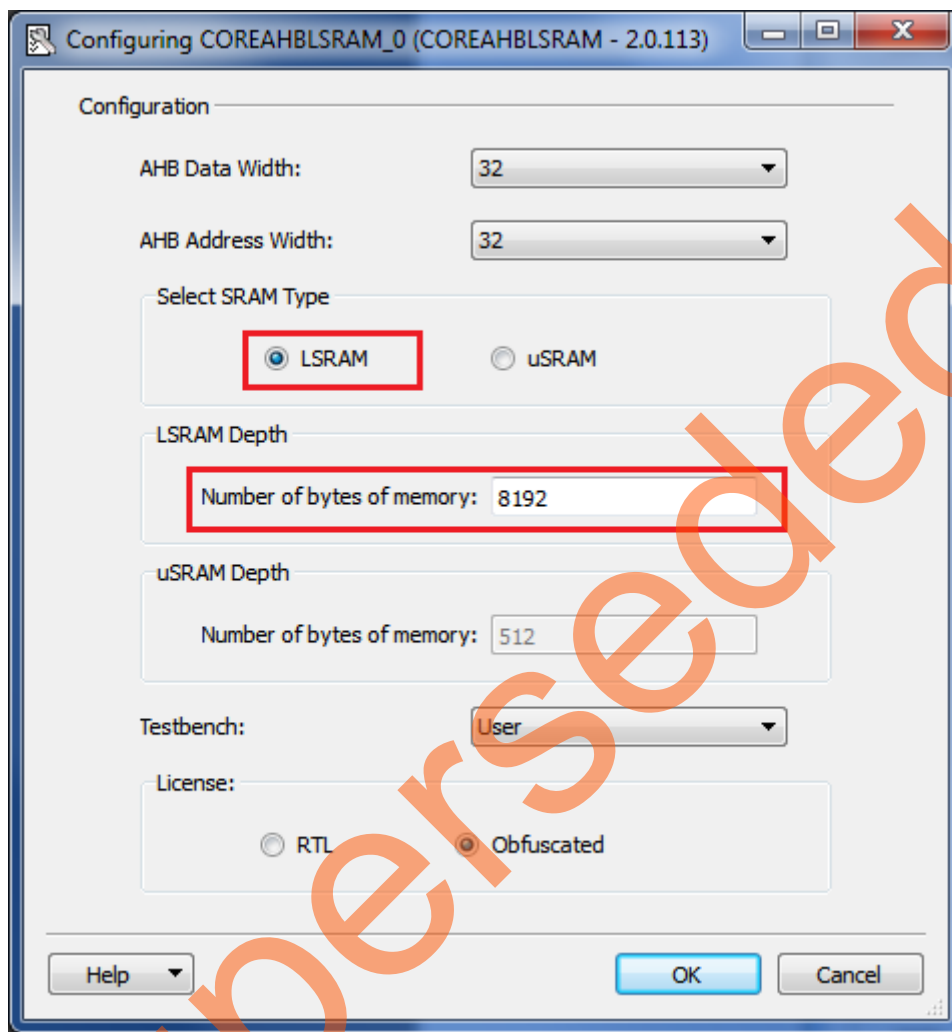 Configuring COREAHBLSRAM_0 (COREAHBLSRAM - 2.0.113)
Configuration
AHB Data Width: 32
AHB Address Width: 32
Select SRAM Type
LSRAM uSRAM
LSRAM Depth
Number of bytes of memory: 8192
uSRAM Depth
Number of bytes of memory: 512
Testbench: User
License:
RTL Obfuscated
Help OK Cancel
perseded